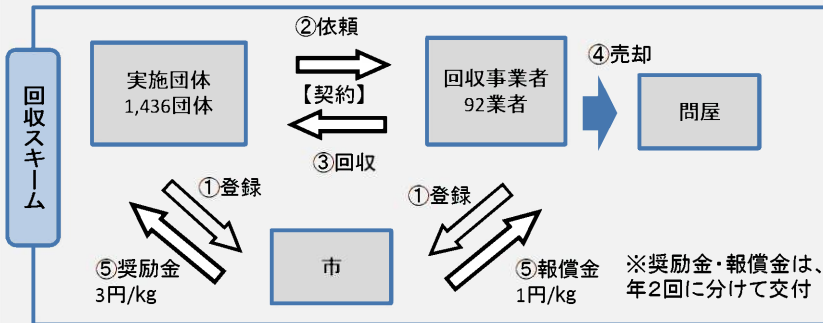 回収スキーム
実施団体
1,436団体
②依頼
【契約】
③回収
回収事業者
92業者
④売却
問屋
①登録
①登録
⑤奨励金
3円/kg
市
⑤報償金
1円/kg
※奨励金・報償金は、
年2回に分けて交付